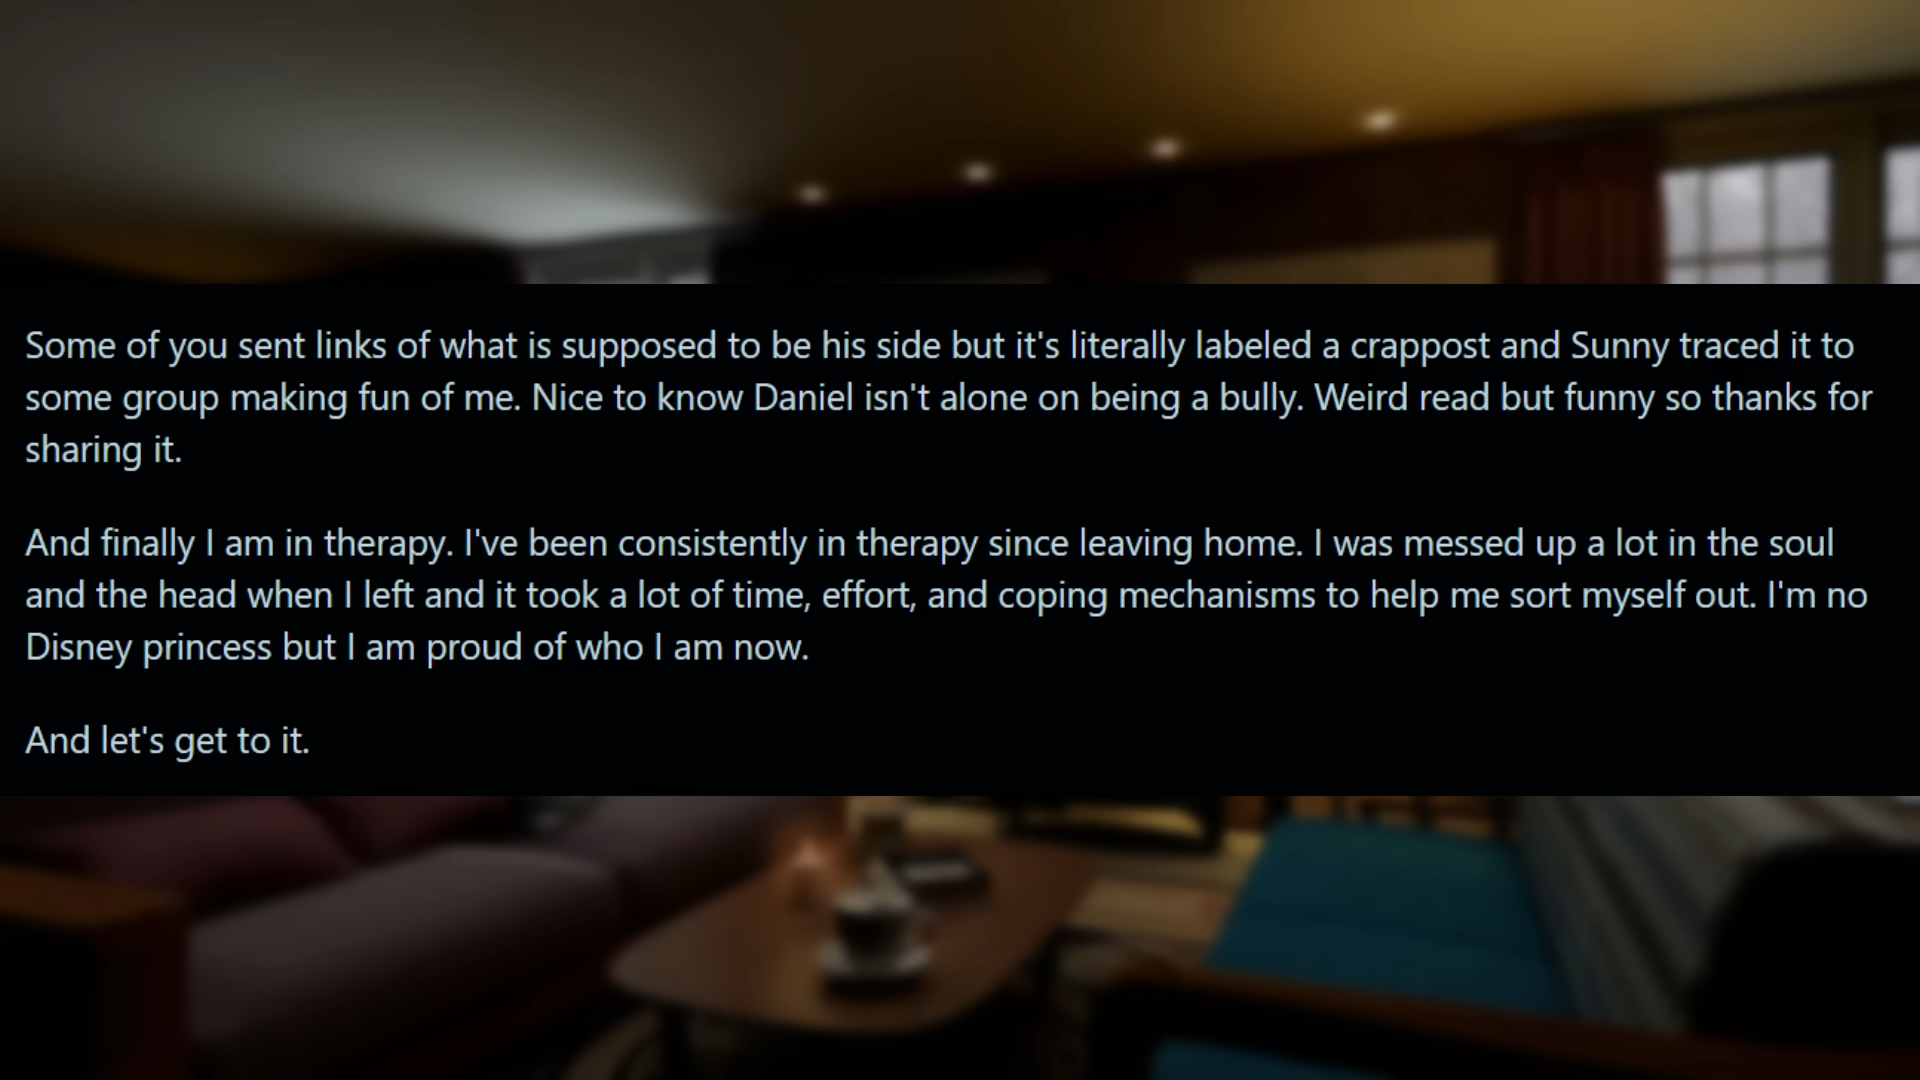 Some of you sent links of what is supposed to be his side but it's literally labeled a crappost and Sunny traced it to
some group making fun of me. Nice to know Daniel isn't alone on being a bully. Weird read but funny so thanks for
sharing it.
And finally I am in therapy. I've been consistently in therapy since leaving home. I was messed up a lot in the soul
and the head when I left and it took a lot of time, effort, and coping mechanisms to help me sort myself out. I'm no
Disney princess but I am proud of who I am now.
And let's get to it.